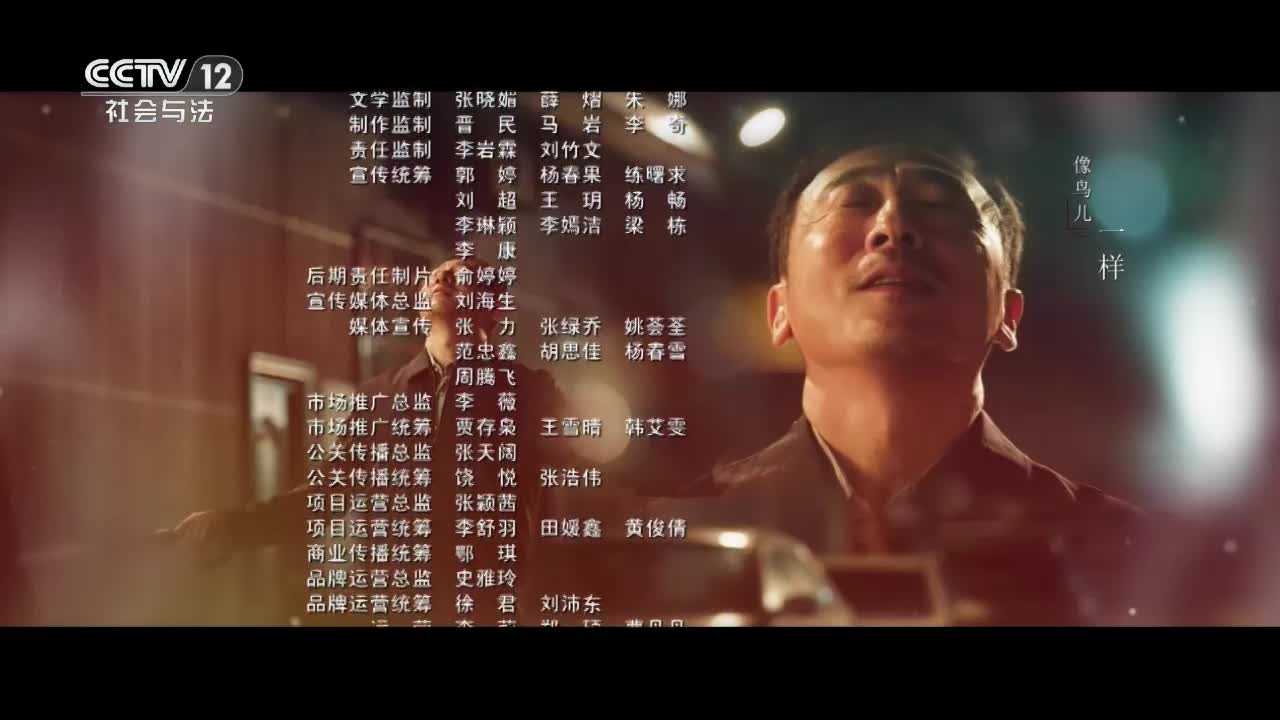 CCTV 12
社会与法
文学监制 张晓媚 薛 熠 朱 娜
制作监制 晋 民 马 岩 李 奇
责任监制 李岩霖 刘竹文
宣传统筹 郭 婷 杨春果 练曙求
刘 超 王 玥 杨 畅
李琳颖 李嫣洁 梁 栋
李 康
后期责任制片 俞婷婷
宣传媒体总监 刘海生
媒体宣传 张 力 张绿乔 姚荟荃
范忠鑫 胡思佳 杨春雪
周腾飞
市场推广总监 李 薇
市场推广统筹 贾存枭 王雪晴 韩艾雯
公关传播总监 张天阔
公关传播统筹 饶 悦 张浩伟
项目运营总监 张颖茜
项目运营统筹 李舒羽 田媛鑫 黄俊倩
商业传播统筹 鄂 琪
品牌运营总监 史雅玲
品牌运营统筹 徐 君 刘沛东
像鸟儿
一样